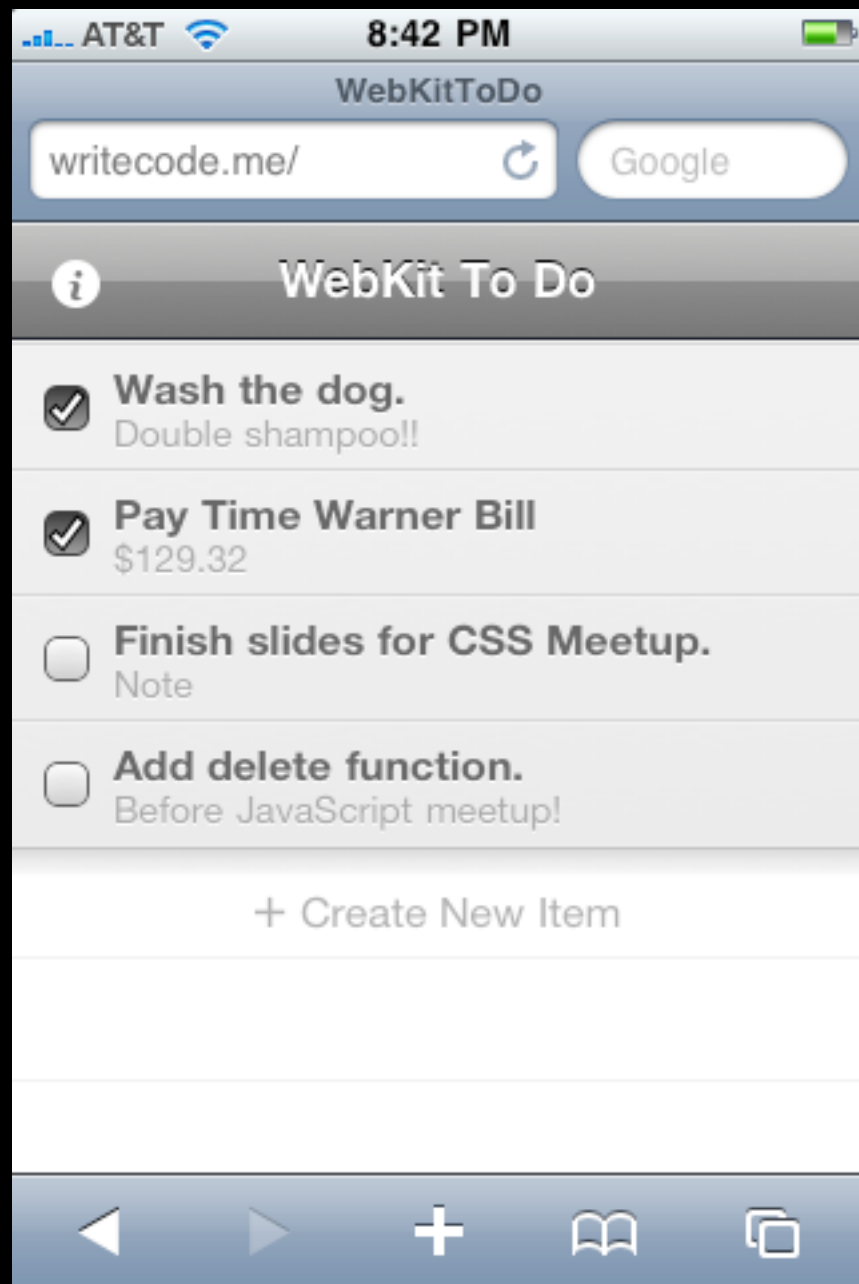 AT&T 8:42 PM
WebKitToDo
writecode.me/ Google
i WebKit To Do
Wash the dog.
Double shampoo!!
Pay Time Warner Bill
$129.32
Finish slides for CSS Meetup.
Note
Add delete function.
Before JavaScript meetup!
+ Create New Item